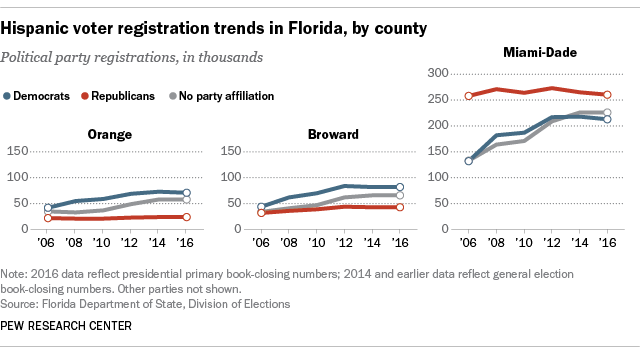 Hispanic voter registration trends in Florida, by county
Political party registrations, in thousands
Democrats Republicans No party affiliation
Orange
150
100
50
0
'06 '08 '10 '12 '14 '16
Broward
150
100
50
0
'06 '08 '10 '12 '14 '16
Miami-Dade
300
250
200
150
100
50
0
'06 '08 '10 '12 '14 '16
Note: 2016 data reflect presidential primary book-closing numbers; 2014 and earlier data reflect general election
book-closing numbers. Other parties not shown.
Source: Florida Department of State, Division of Elections
PEW RESEARCH CENTER